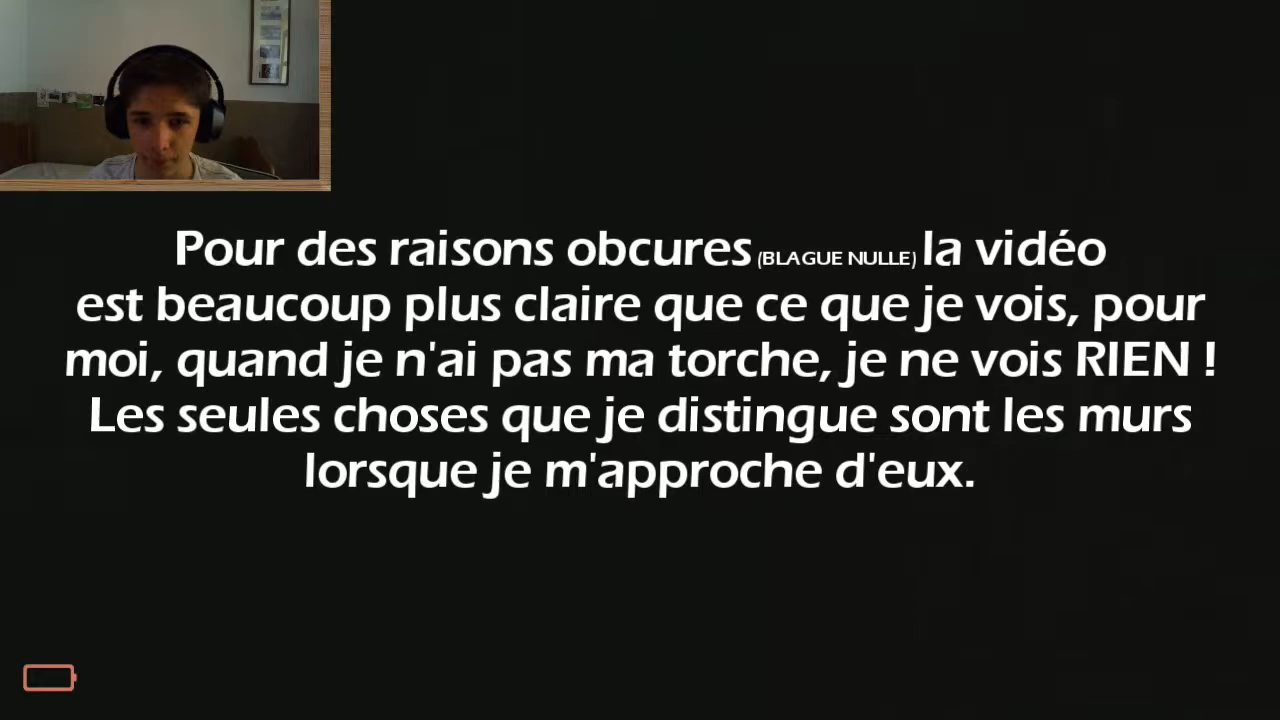 Pour des raisons obcures (BLAGUE NULLE) la vidéo
est beaucoup plus claire que ce que je vois, pour
moi, quand je n'ai pas ma torche, je ne vois RIEN !
Les seules choses que je distingue sont les murs
lorsque je m'approche d'eux.